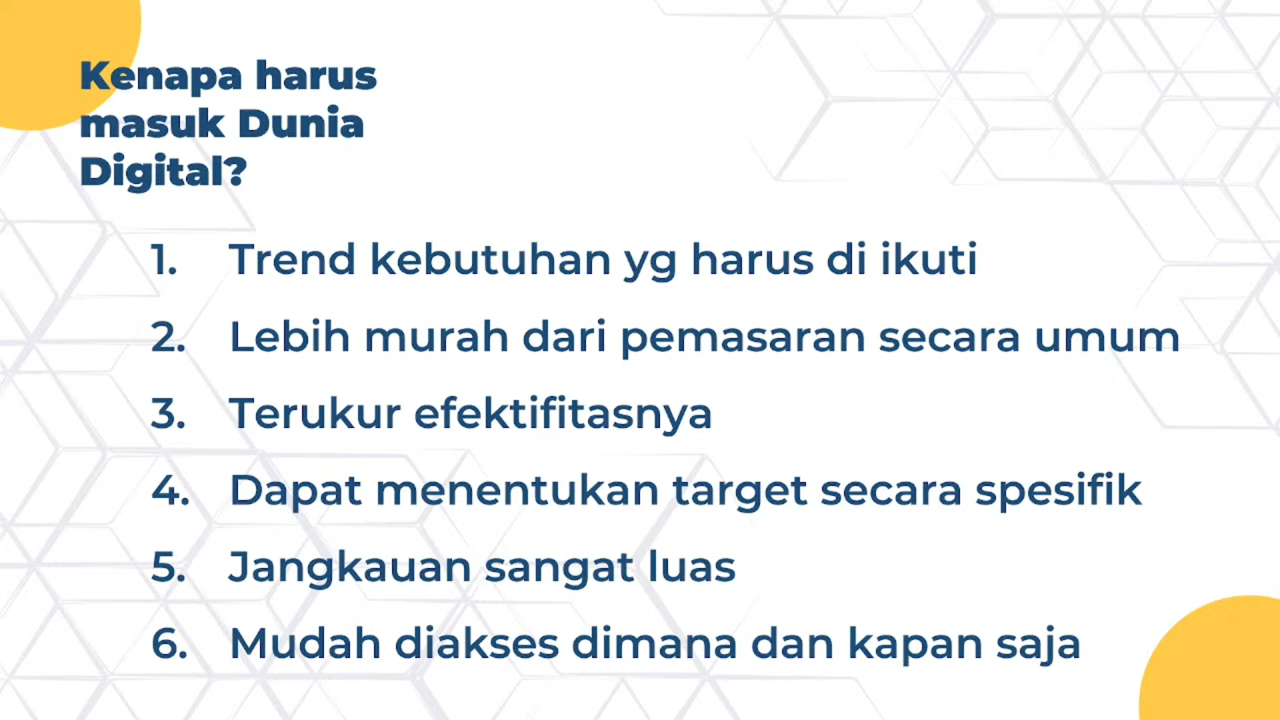 Kenapa harus
masuk Dunia
Digital?
1. Trend kebutuhan yg harus di ikuti
2. Lebih murah dari pemasaran secara umum
3. Terukur efektifitasnya
4. Dapat menentukan target secara spesifik
5. Jangkauan sangat luas
6. Mudah diakses dimana dan kapan saja